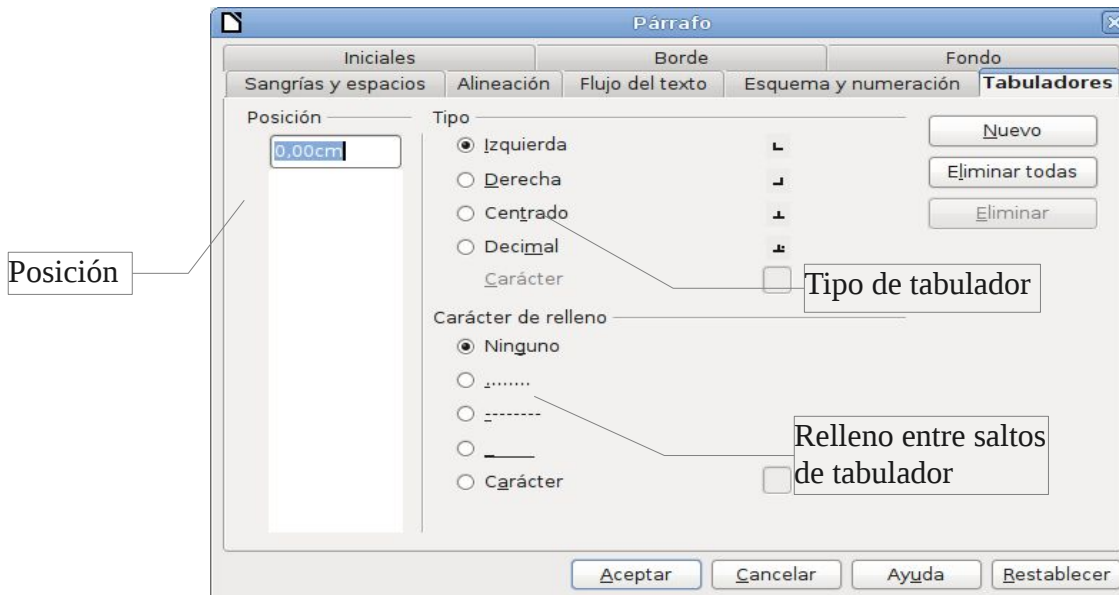 Párrafo
Iniciales Borde Fondo
Sangrías y espacios Alineación Flujo del texto Esquema y numeración Tabuladores
Posición
0,00cm
Tipo
Izquierda
Derecha
Centrado
Decimal
Carácter
Nuevo
Eliminar todas
Eliminar
Posición
Tipo de tabulador
Carácter de relleno
Ninguno
.......
--------
______
Carácter
Relleno entre saltos
de tabulador
Aceptar Cancelar Ayuda Restablecer